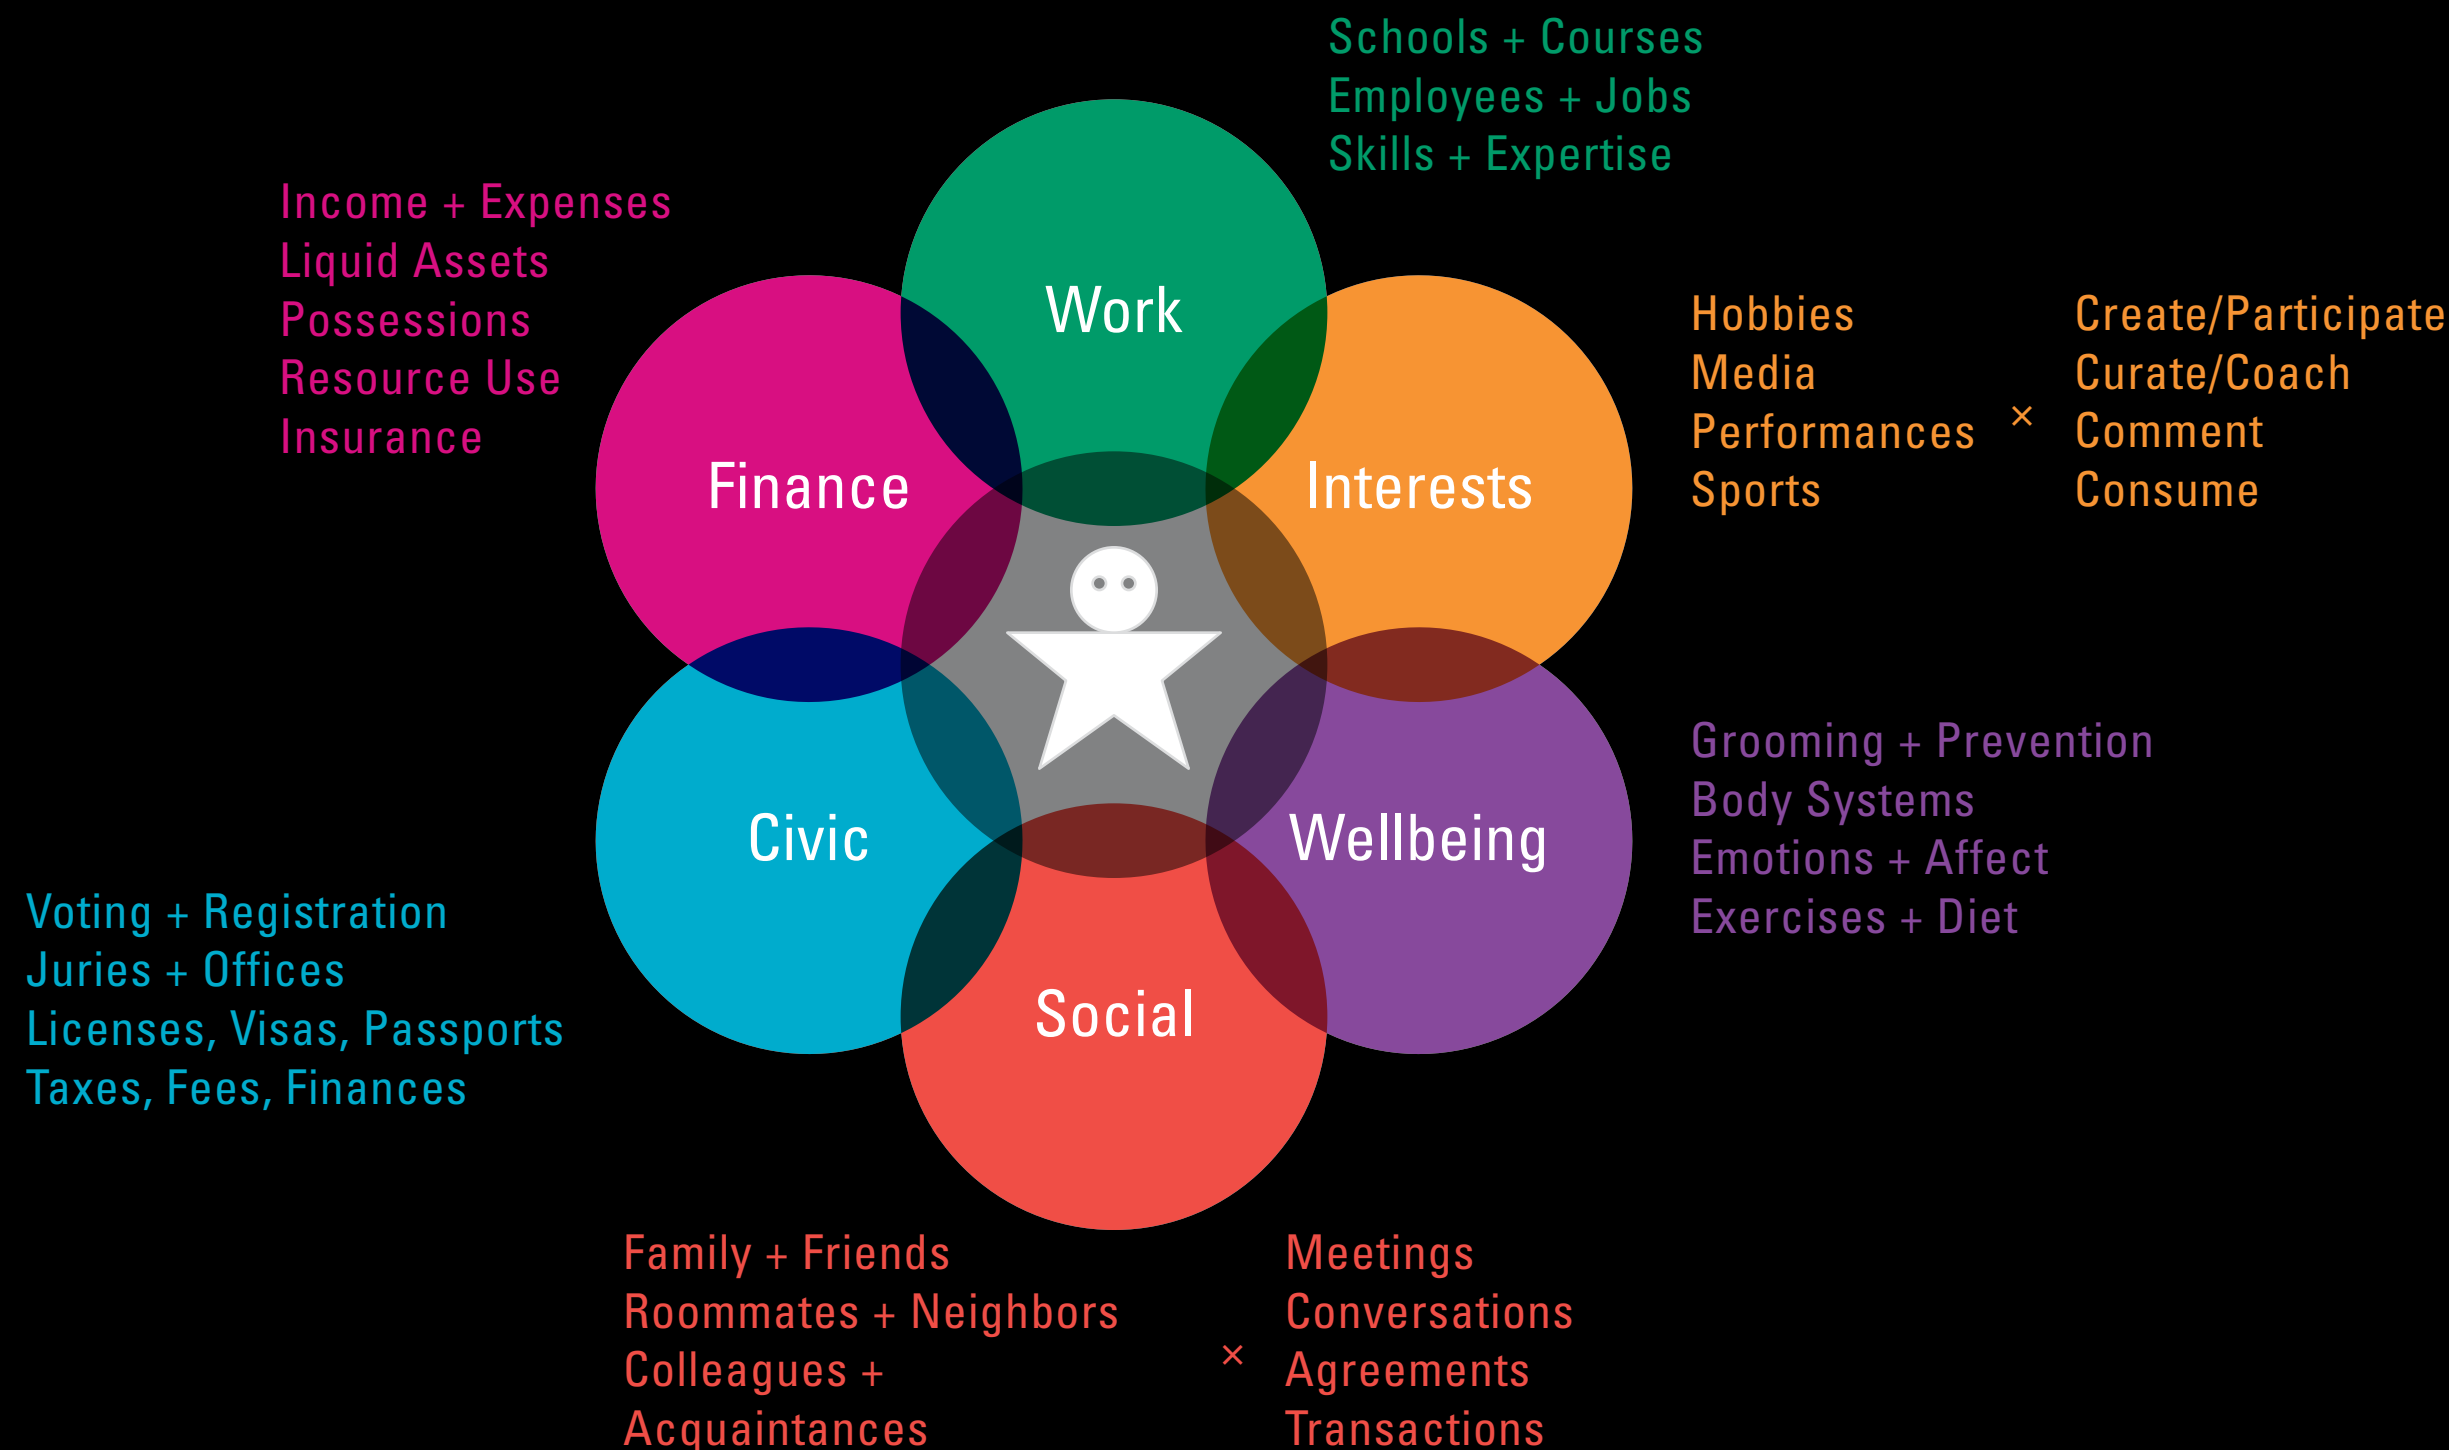 Schools + Courses
Employees + Jobs
Skills + Expertise
Income + Expenses
Liquid Assets
Possessions
Resource Use
Insurance
Work
Hobbies
Media
Performances
Sports
×
Create/Participate
Curate/Coach
Comment
Consume
Finance
Interests
Grooming + Prevention
Body Systems
Emotions + Affect
Exercises + Diet
Civic
Wellbeing
Voting + Registration
Juries + Offices
Licenses, Visas, Passports
Taxes, Fees, Finances
Social
Family + Friends
Roommates + Neighbors
Colleagues +
Acquaintances
×
Meetings
Conversations
Agreements
Transactions